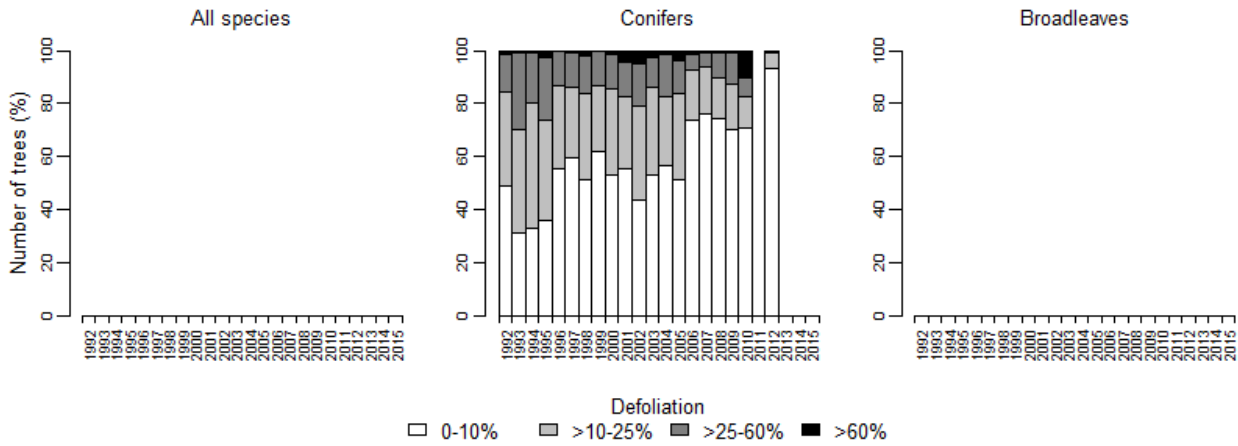 All species
Conifers
Broadleaves
Number of trees (%)
0 20 40 60 80 100
1992 1993 1994 1995 1996 1997 1998 1999 2000 2001 2002 2003 2004 2005 2006 2007 2008 2009 2010 2011 2012 2013 2014 2015
0 20 40 60 80 100
1992 1993 1994 1995 1996 1997 1998 1999 2000 2001 2002 2003 2004 2005 2006 2007 2008 2009 2010 2011 2012 2013 2014 2015
0 20 40 60 80 100
1992 1993 1994 1995 1996 1997 1998 1999 2000 2001 2002 2003 2004 2005 2006 2007 2008 2009 2010 2011 2012 2013 2014 2015
Defoliation
0-10% >10-25% >25-60% >60%